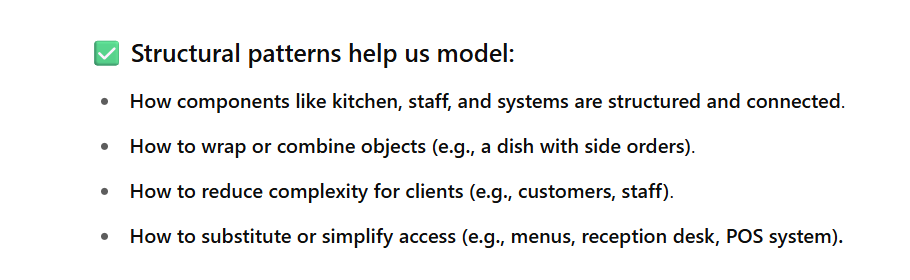 ✅ Structural patterns help us model:
• How components like kitchen, staff, and systems are structured and connected.
• How to wrap or combine objects (e.g., a dish with side orders).
• How to reduce complexity for clients (e.g., customers, staff).
• How to substitute or simplify access (e.g., menus, reception desk, POS system).